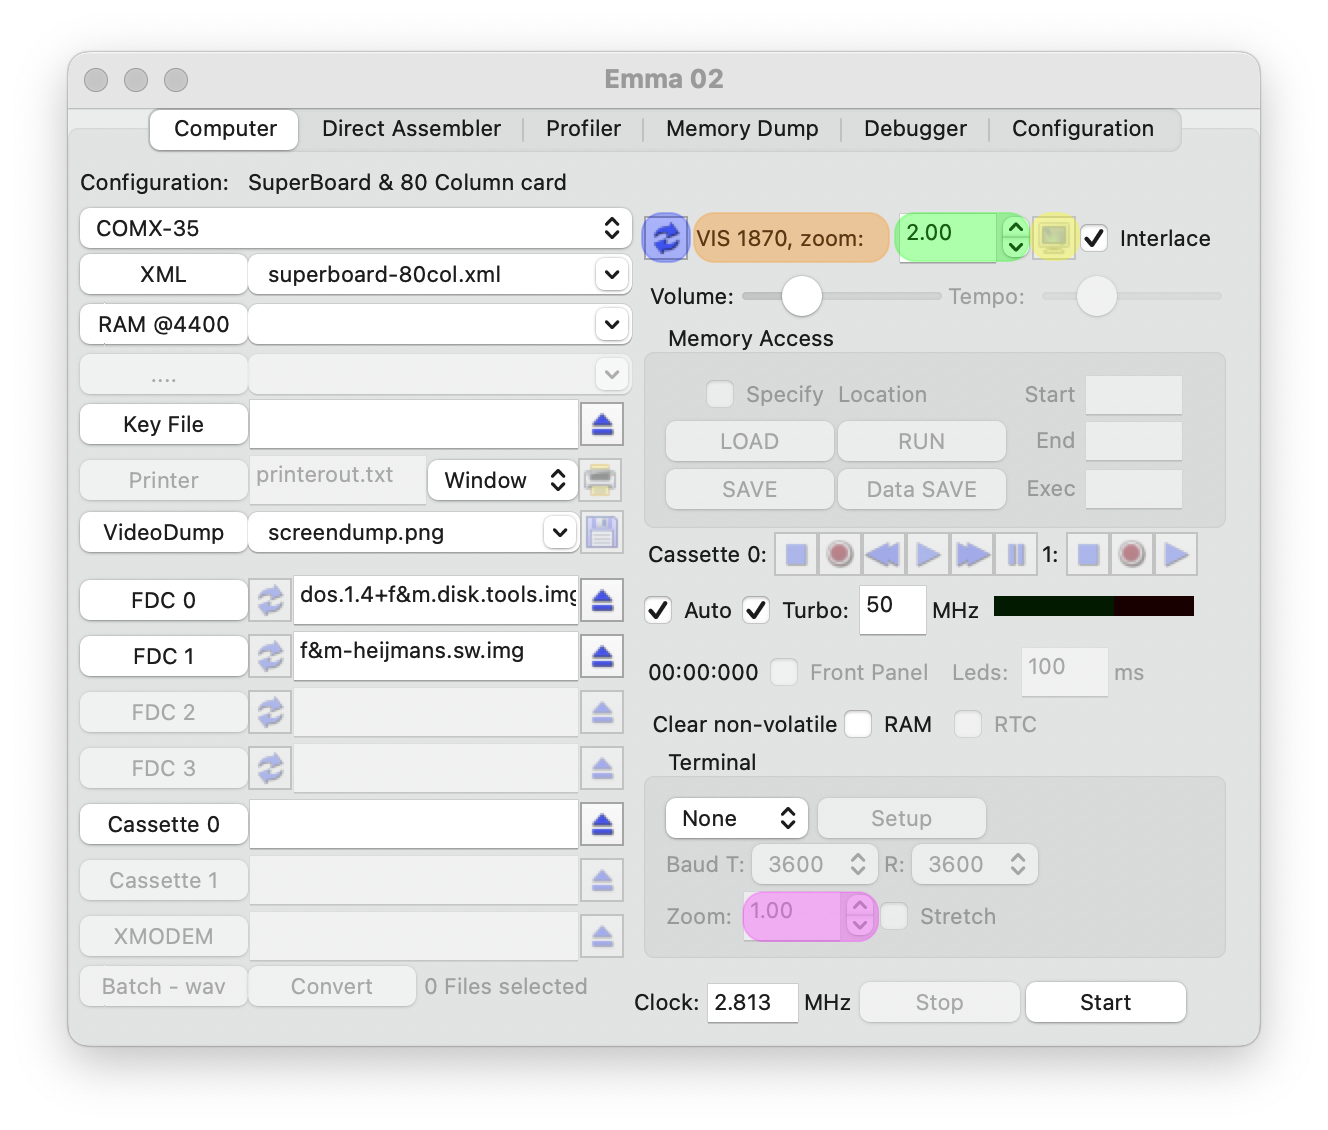 Emma 02
Computer Direct Assembler Profiler Memory Dump Debugger Configuration
Configuration: SuperBoard & 80 Column card
COMX-35
XML superboard-80col.xml
RAM @4400
....
Key File
Printer printerout.txt Window
VideoDump screendump.png
FDC 0 dos.1.4+f&m.disk.tools.img
FDC 1 f&m-heijmans.sw.img
FDC 2
FDC 3
Cassette 0
Cassette 1
XMODEM
Batch - wav Convert 0 Files selected
VIS 1870, zoom: 2.00 Interlace
Volume: Tempo:
Memory Access
Specify Location Start
LOAD RUN End
SAVE Data SAVE Exec
Cassette 0: 1:
Auto Turbo: 50 MHz
00:00:000 Front Panel Leds: 100 ms
Clear non-volatile RAM RTC
Terminal
None Setup
Baud T: 3600 R: 3600
Zoom: 1.00 Stretch
Clock: 2.813 MHz Stop Start